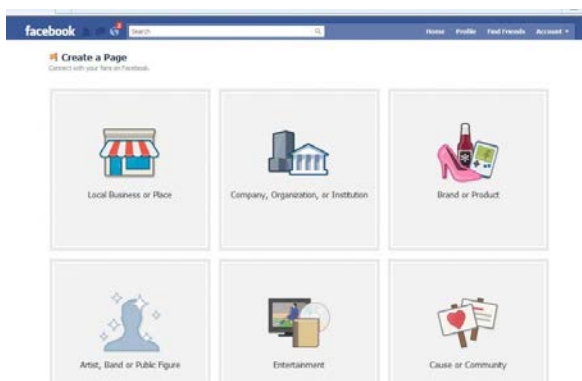 facebook 2 Search Home Profile Find Friends Account
Create a Page
Connect with your fans on Facebook.
Local Business or Place Company, Organization, or Institution Brand or Product
Artist, Band or Public Figure Entertainment Cause or Community